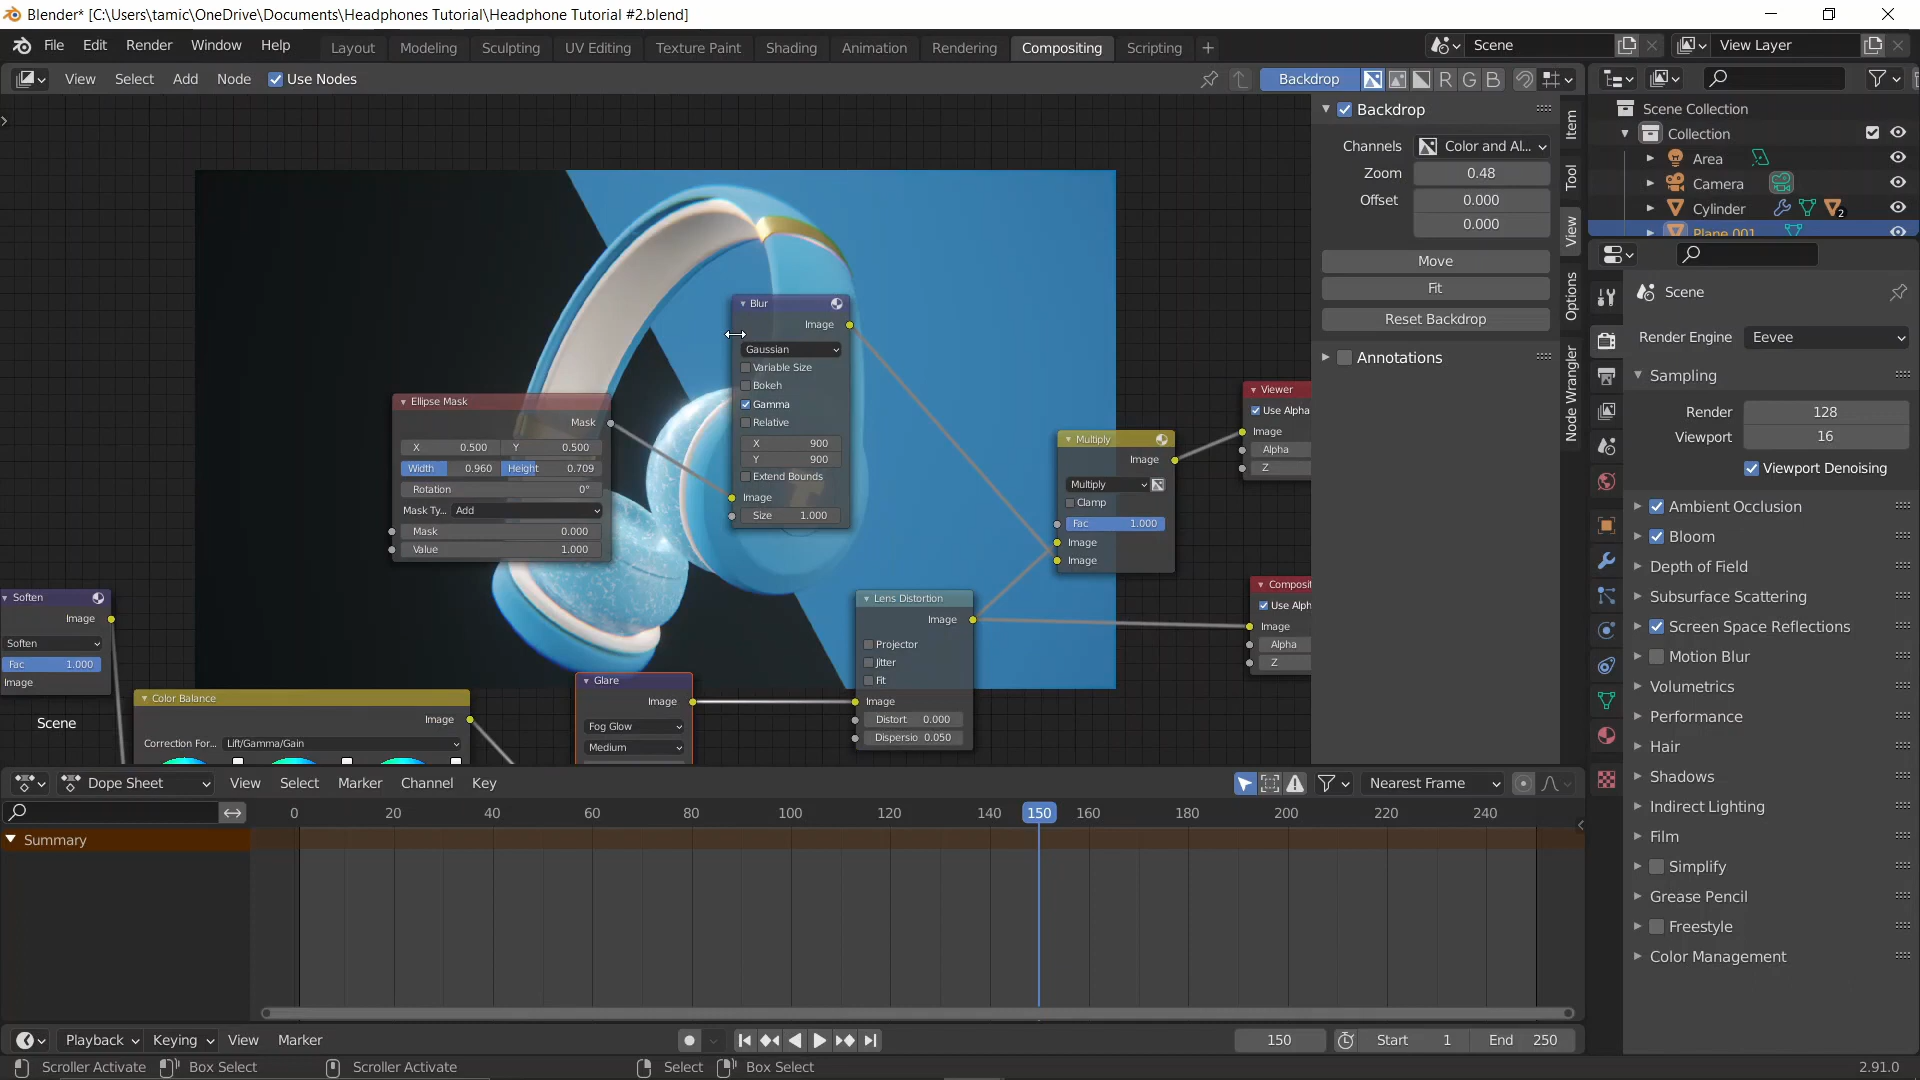 Blender* [C:\Users\tamic\OneDrive\Documents\Headphones Tutorial\Headphone Tutorial #2.blend]
File Edit Render Window Help Layout Modeling Sculpting UV Editing Texture Paint Shading Animation Rendering Compositing Scripting + Scene View Layer
View Select Add Node Use Nodes Backdrop R G B
Backdrop
Channels Color and Al...
Zoom 0.48
Offset 0.000
0.000
Move
Fit
Reset Backdrop
Annotations
Item
Tool
View
Options
Node Wrangler
Scene Collection
Collection
Area
Camera
Cylinder 2
Plane.001
Scene
Render Engine Eevee
Sampling
Render 128
Viewport 16
Viewport Denoising
Ambient Occlusion
Bloom
Depth of Field
Subsurface Scattering
Screen Space Reflections
Motion Blur
Volumetrics
Performance
Hair
Shadows
Indirect Lighting
Film
Simplify
Grease Pencil
Freestyle
Color Management
Blur
Image
Gaussian
Variable Size
Bokeh
Gamma
Relative
X 900
Y 900
Extend Bounds
Image
Size 1.000
Ellipse Mask
Mask
X 0.500 Y 0.500
Width 0.960 Height 0.709
Rotation 0°
Mask Ty... Add
Mask 0.000
Value 1.000
Multiply
Image
Multiply
Clamp
Fac 1.000
Image
Image
Viewer
Use Alpha
Image
Alpha
Z
Composit
Use Alph
Image
Alpha
Z
Lens Distortion
Image
Projector
Jitter
Fit
Image
Distort 0.000
Dispersio 0.050
Soften
Image
Soften
Fac 1.000
Image
Scene
Color Balance
Image
Correction For... Lift/Gamma/Gain
Glare
Image
Fog Glow
Medium
Dope Sheet View Select Marker Channel Key Nearest Frame
0 20 40 60 80 100 120 140 150 160 180 200 220 240
Summary
Playback Keying View Marker 150 Start 1 End 250
Scroller Activate Box Select Scroller Activate Select Box Select 2.91.0